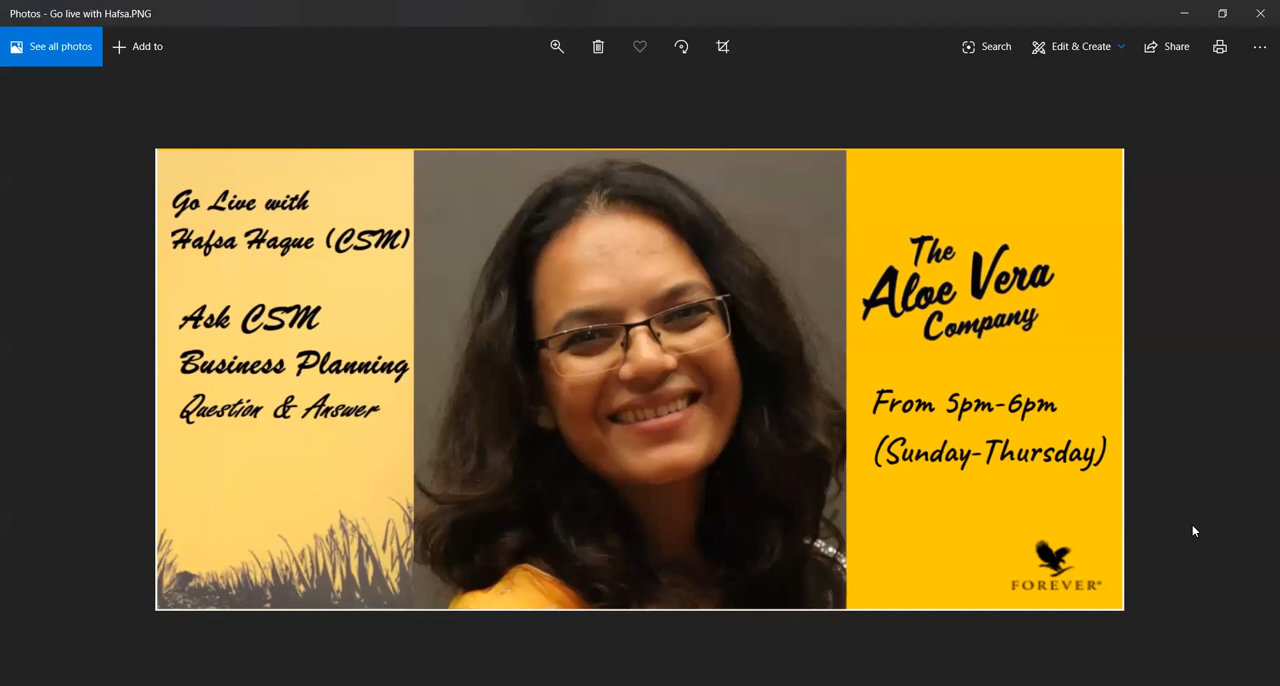 Photos - Go live with Hafsa.PNG
See all photos
Add to
Search
Edit & Create
Share
Go Live with
Hafsa Haque (CSM)
Ask CSM
Business Planning
Question & Answer
The
Aloe Vera
Company
From 5pm-6pm
(Sunday-Thursday)
FOREVER®